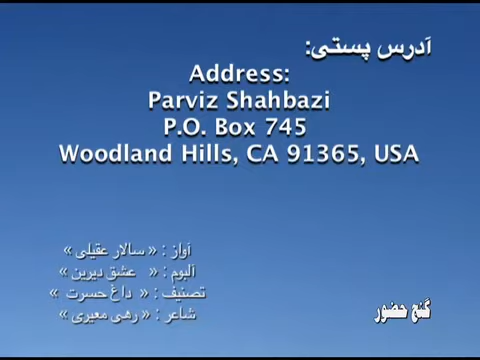 آدرس پستی:
Address:
Parviz Shahbazi
P.O. Box 745
Woodland Hills, CA 91365, USA
آواز : « سالار عقیلی »
آلبوم : « عشق دیرین »
تصنیف : « داغ حسرت »
شاعر : « رهی معیری »
گنج حضور